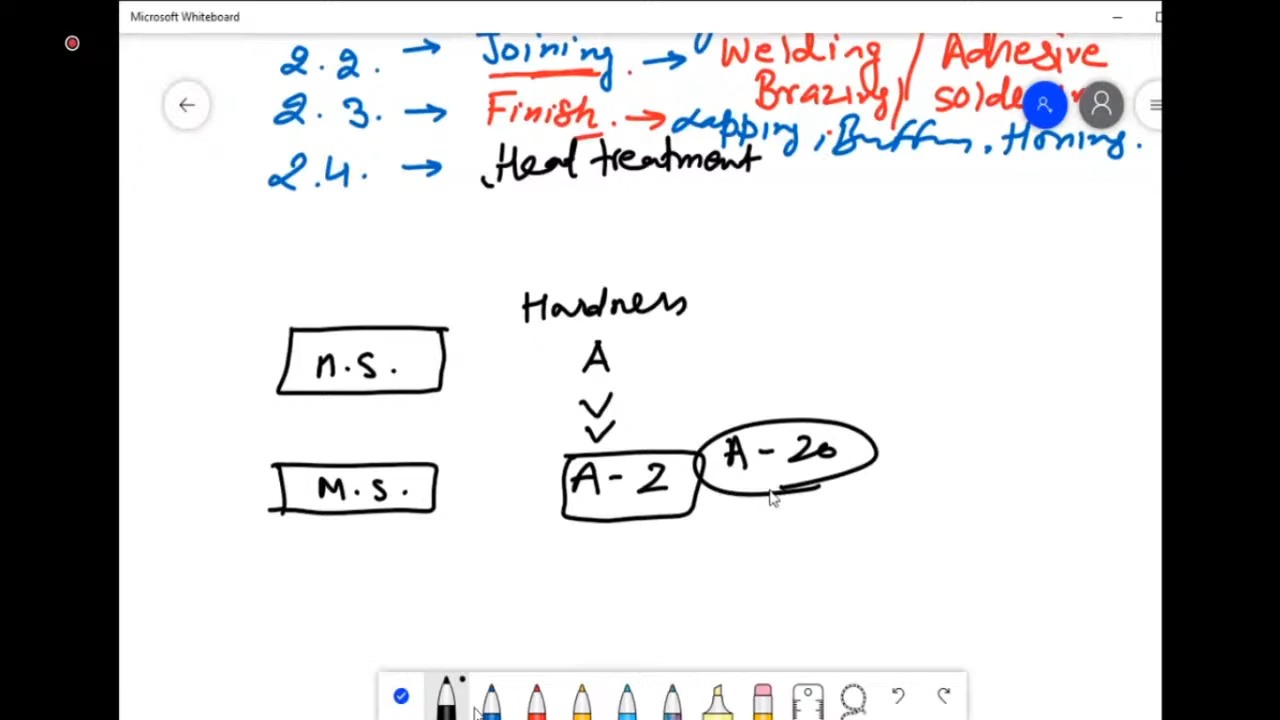 Microsoft Whiteboard
2.2. → Joining → Welding / Adhesive
Brazing /
2.3. → Finish. → Lapping, Buffing, Honing.
2.4. → Heat treatment
Hardness
n.s. A
M.s. A - 2 A - 20